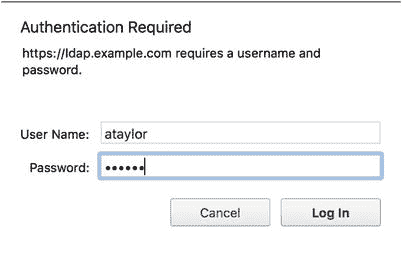 Authentication Required
https://ldap.example.com requires a username and
password.
User Name: ataylor
Password: ••••••
Cancel Log In